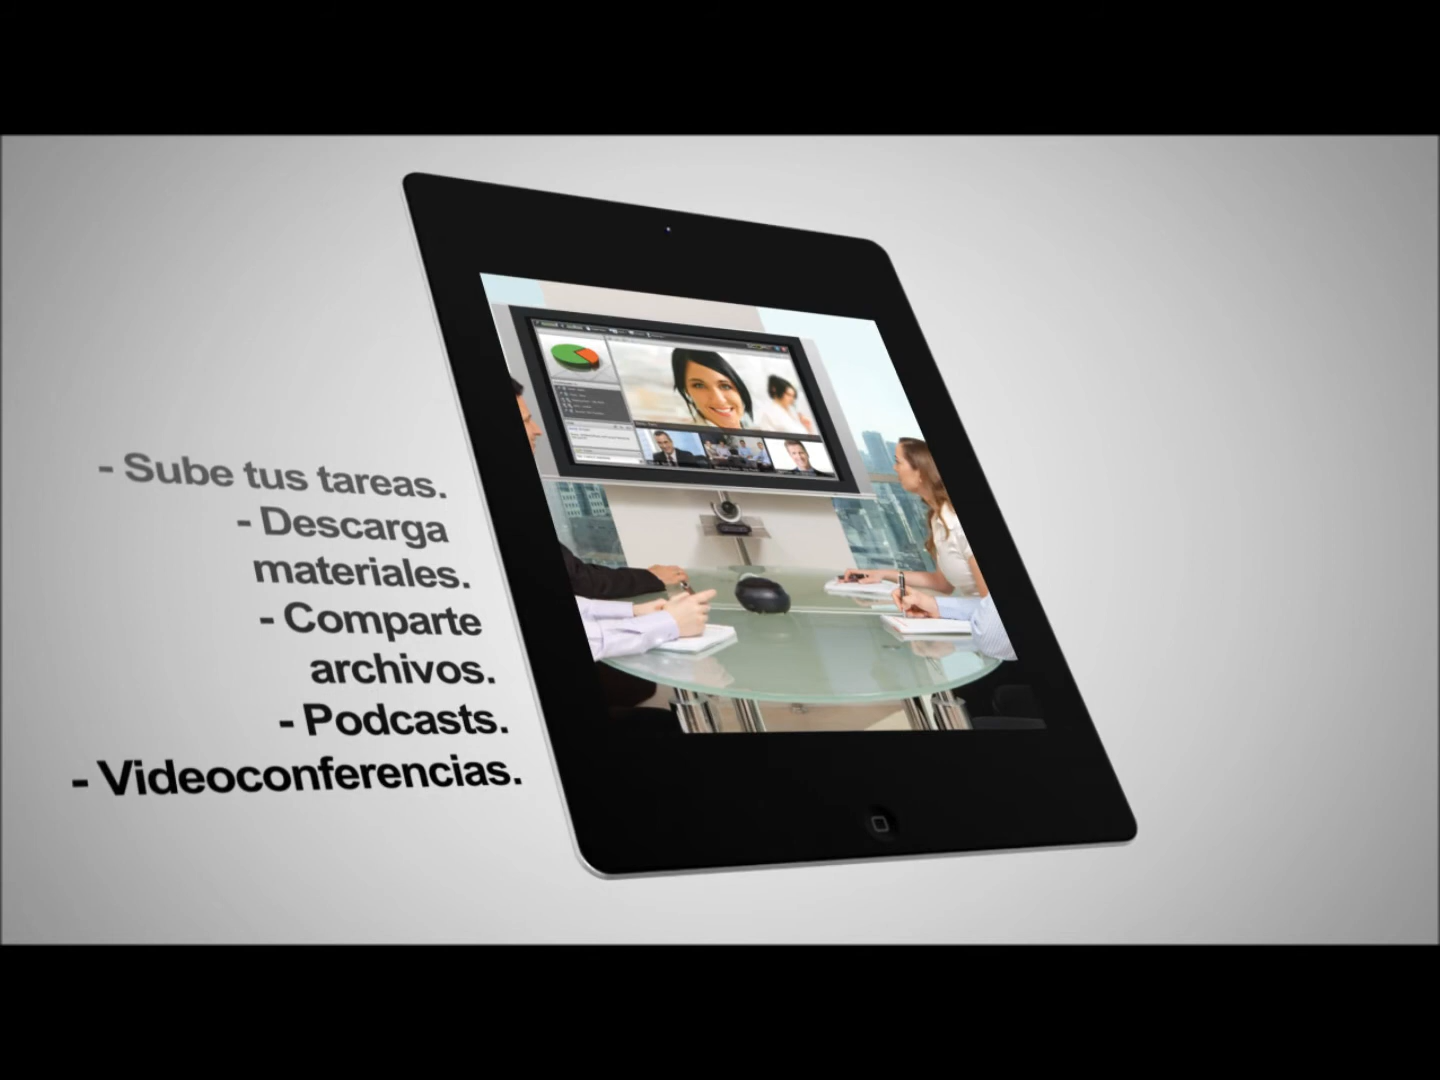 - Sube tus tareas.
- Descarga
materiales.
- Comparte
archivos.
- Podcasts.
- Videoconferencias.